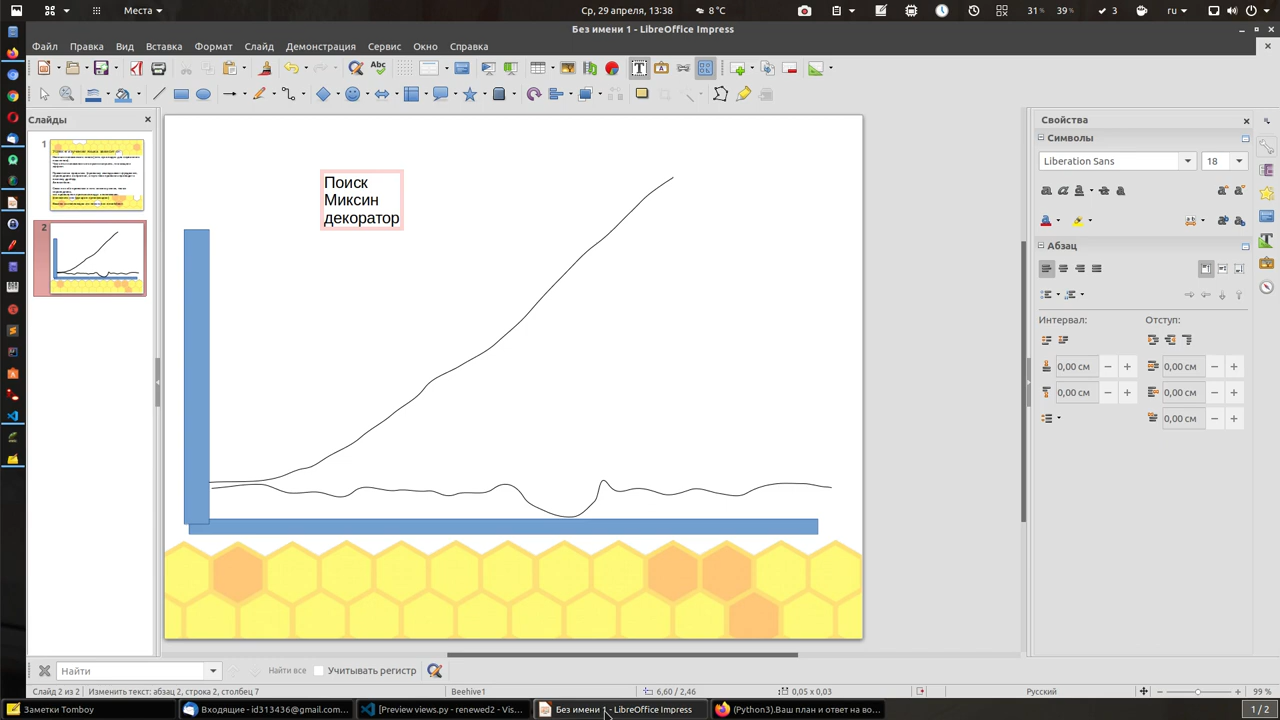 Места
Ср, 29 апреля, 13:38
8°C
2
31%
39%
3
ru
Без имени 1 - LibreOffice Impress
Файл Правка Вид Вставка Формат Слайд Демонстрация Сервис Окно Справка
Слайды
1
2
Поиск
Миксин
декоратор
Свойства
Символы
Liberation Sans
18
Абзац
Интервал:
Отступ:
0,00 см
0,00 см
0,00 см
0,00 см
0,00 см
Найти
Найти все
Учитывать регистр
Слайд 2 из 2
Изменить текст: абзац 2, строка 2, столбец 7
Beehive1
6,60 / 2,46
0,05 x 0,03
Русский
99 %
Заметки Tomboy
Входящие - id313436@gmail.com...
[Preview views.py - renewed2 - Vis...
Без имени 1 - LibreOffice Impress
(Python3).Ваш план и ответ на во...
1 / 2